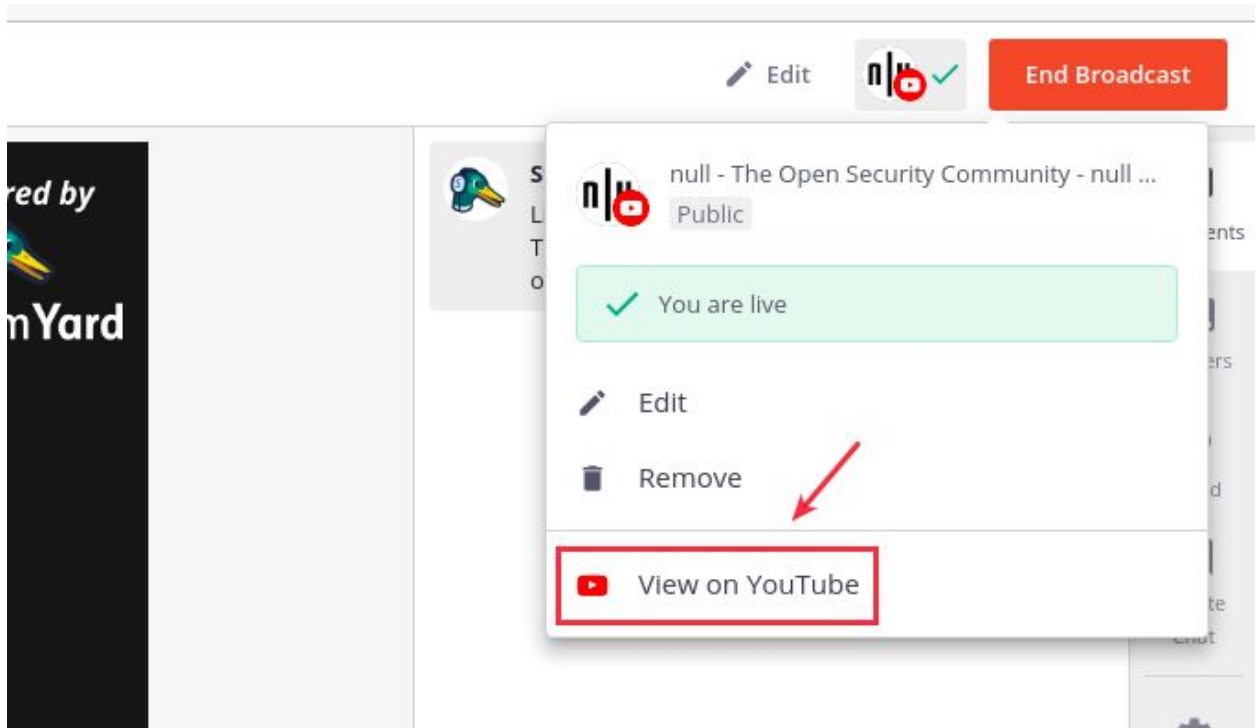 Edit
n|u
End Broadcast
red by
mYard
S
L
T
o
n|u
null - The Open Security Community - null ...
Public
You are live
Edit
Remove
View on YouTube
ents
ers
d
te